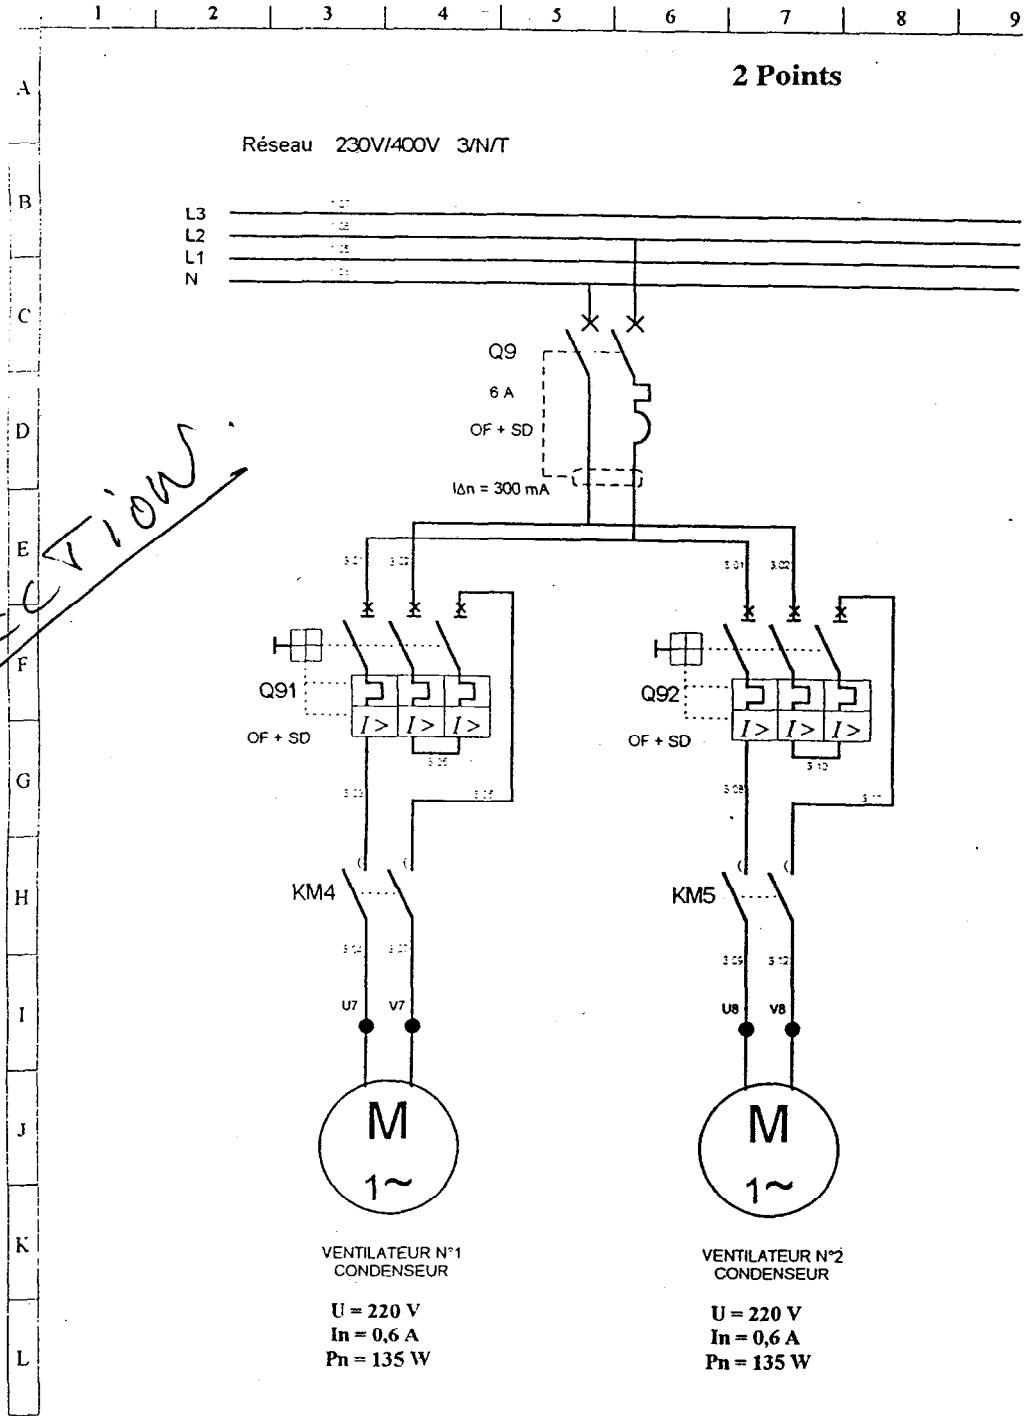 1 2 3 4 5 6 7 8 9
A
2 Points
Réseau 230V/400V 3/N/T
B
L3
L2
L1
N
C
Q9
6 A
D
OF + SD
I∆n = 300 mA
E
F
Q91
I > I > I >
OF + SD
Q92
I > I > I >
OF + SD
G
H
KM4
KM5
I
U7 V7
U8 V8
J
M
1~
M
1~
K
VENTILATEUR N°1
CONDENSEUR
VENTILATEUR N°2
CONDENSEUR
U = 220 V
In = 0,6 A
Pn = 135 W
U = 220 V
In = 0,6 A
Pn = 135 W
L